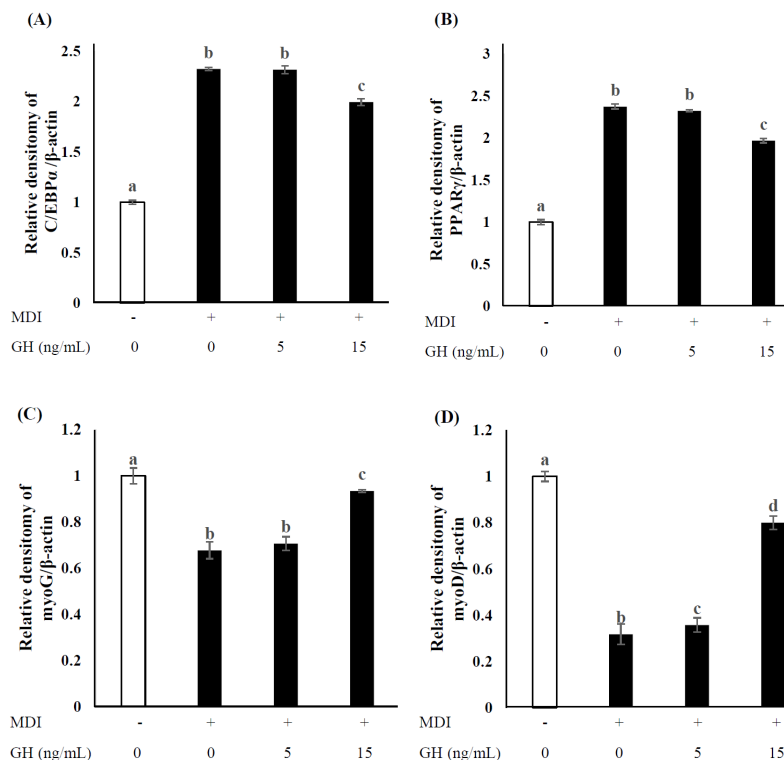 (A)
Relative densitomy of
C/EBPα/β-actin
2.5
2
1.5
1
0.5
0
a
b
b
c
MDI - + + +
GH (ng/mL) 0 0 5 15
(B)
Relative densitomy of
PPARγ/β-actin
3
2.5
2
1.5
1
0.5
0
a
b
b
c
MDI - + + +
GH (ng/mL) 0 0 5 15
(C)
Relative densitomy of
myoG/β-actin
1.2
1
0.8
0.6
0.4
0.2
0
a
b
b
c
MDI - + + +
GH (ng/mL) 0 0 5 15
(D)
Relative densitomy of
myoD/β-actin
1.2
1
0.8
0.6
0.4
0.2
0
a
b
c
d
MDI - + + +
GH (ng/mL) 0 0 5 15